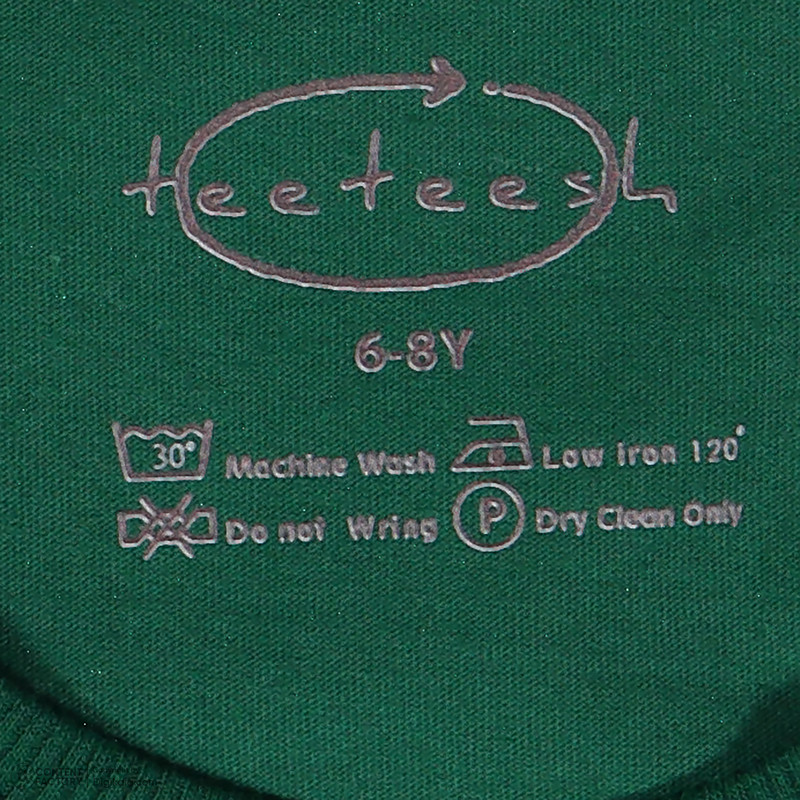 teeteesh
6-8Y
30° Machine Wash Low iron 120°
Do not Wring P Dry Clean Only